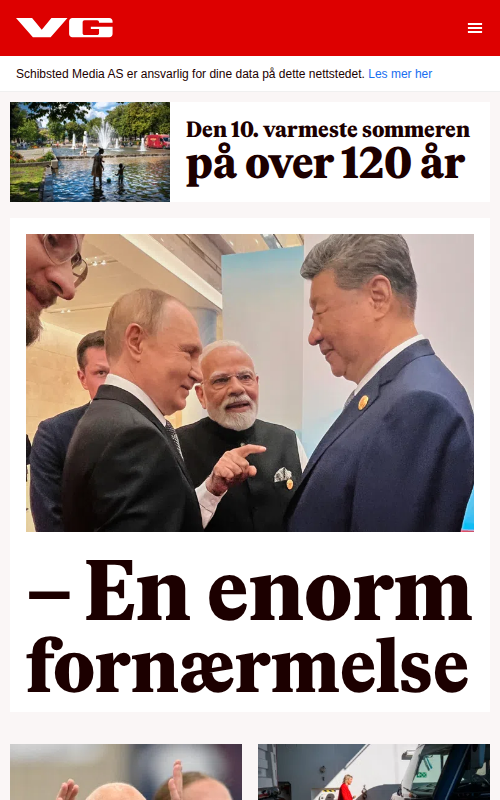 VG
Schibsted Media AS er ansvarlig for dine data på dette nettstedet. Les mer her
Den 10. varmeste sommeren
på over 120 år
– En enorm
fornærmelse